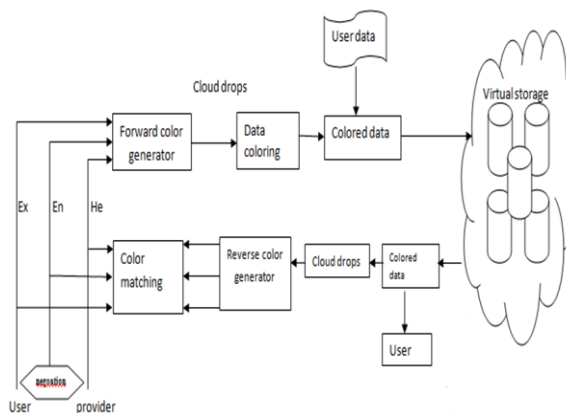 User data
Cloud drops
Virtual storage
Forward color
generator
Data
coloring
Colored data
Ex
En
He
Color
matching
Reverse color
generator
Cloud drops
Colored
data
User
negoation
User
provider